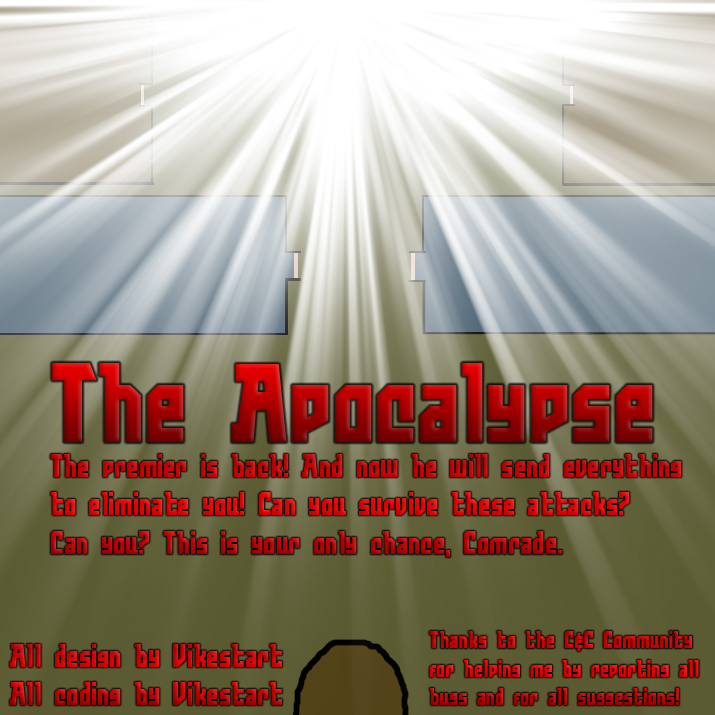 The Apocalypse
The premier is back! And now he will send everything
to eliminate you! Can you survive these attacks?
Can you? This is your only chance, Comrade.
All design by Vikestart
All coding by Vikestart
Thanks to the C&C Community
for helping me by reporting all
bugs and for all suggestions!